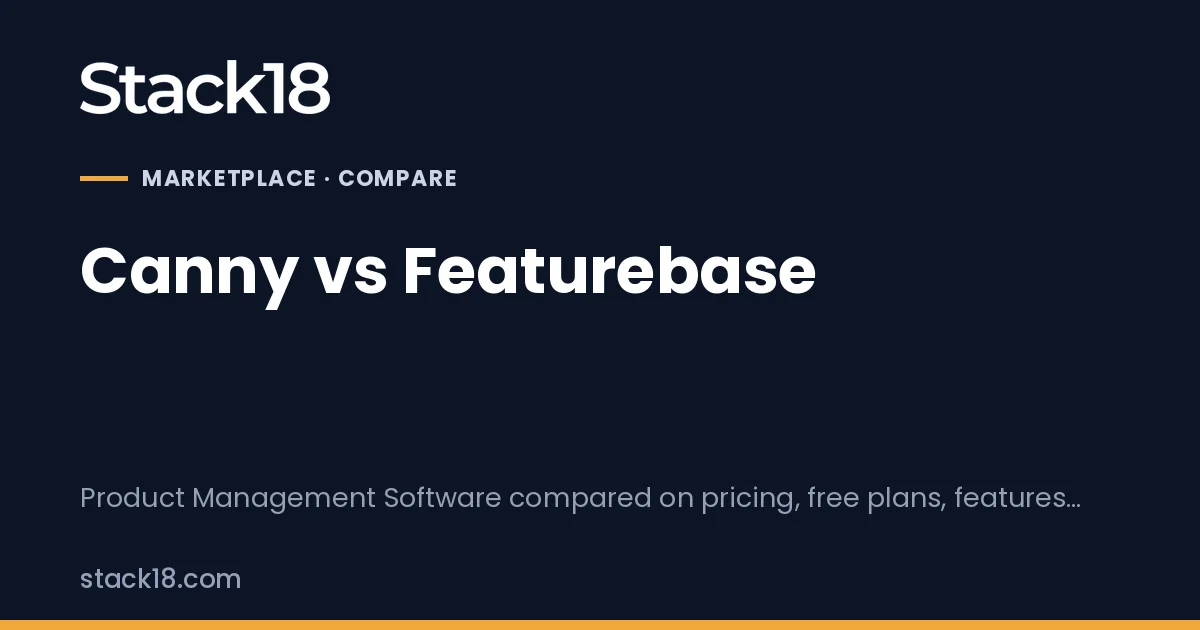 Stack18
MARKETPLACE · COMPARE
Canny vs Featurebase
Product Management Software compared on pricing, free plans, features...
stack18.com